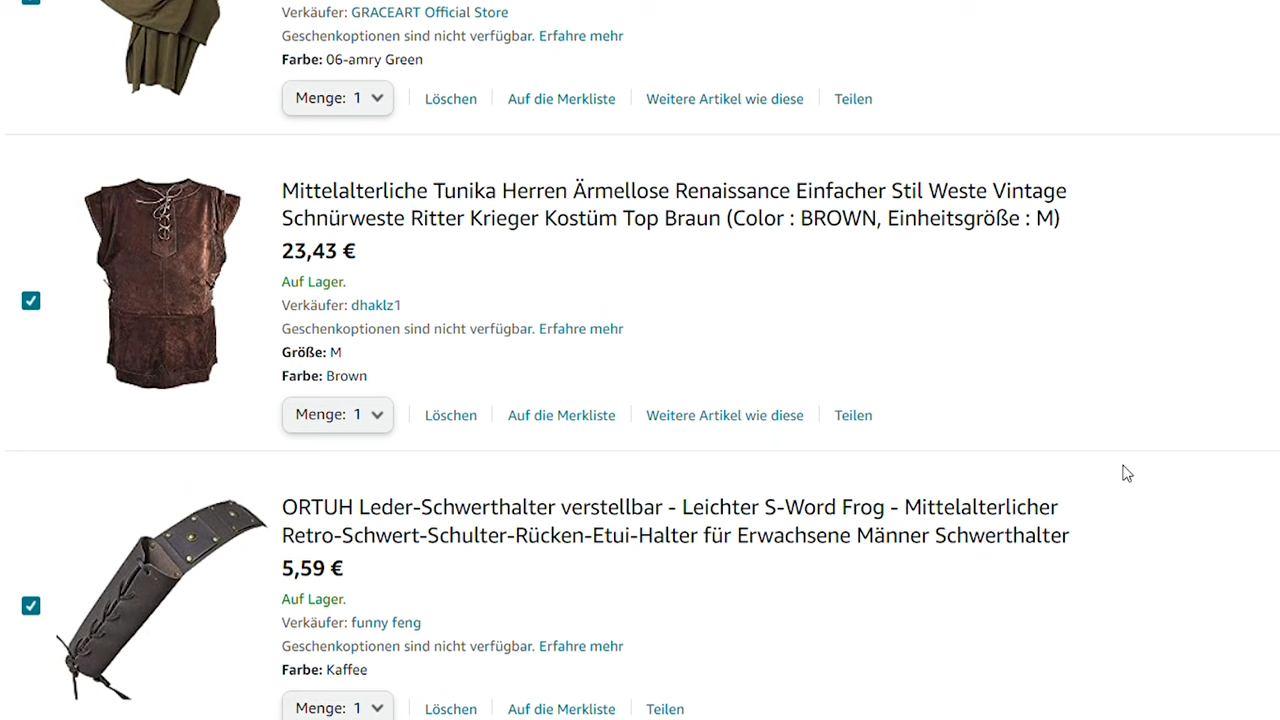 Verkäufer: GRACEART Official Store
Geschenkoptionen sind nicht verfügbar. Erfahre mehr
Farbe: 06-amry Green
Menge: 1 Löschen Auf die Merkliste Weitere Artikel wie diese Teilen
Mittelalterliche Tunika Herren Ärmellose Renaissance Einfacher Stil Weste Vintage
Schnürweste Ritter Krieger Kostüm Top Braun (Color : BROWN, Einheitsgröße : M)
23,43 €
Auf Lager.
Verkäufer: dhaklz1
Geschenkoptionen sind nicht verfügbar. Erfahre mehr
Größe: M
Farbe: Brown
Menge: 1 Löschen Auf die Merkliste Weitere Artikel wie diese Teilen
ORTUH Leder-Schwerthalter verstellbar - Leichter S-Word Frog - Mittelalterlicher
Retro-Schwert-Schulter-Rücken-Etui-Halter für Erwachsene Männer Schwerthalter
5,59 €
Auf Lager.
Verkäufer: funny feng
Geschenkoptionen sind nicht verfügbar. Erfahre mehr
Farbe: Kaffee
Menge: 1 Löschen Auf die Merkliste Teilen